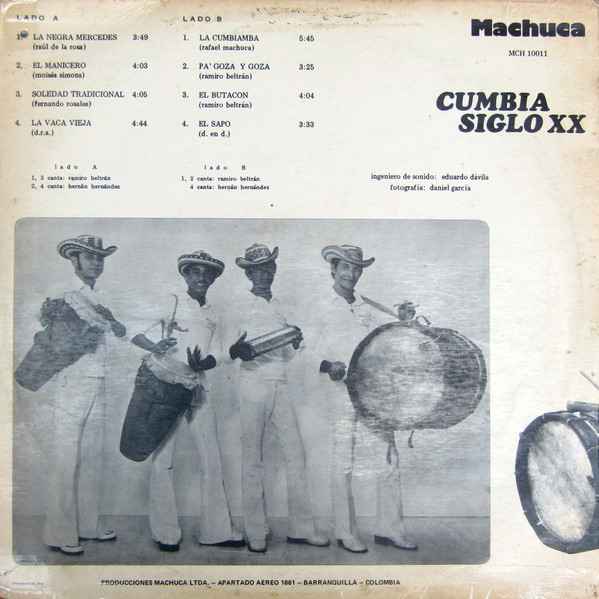 LADO A
1. LA NEGRA MERCEDES 3:49
(raúl de la rosa)
2. EL MANICERO 4:03
(moisés simons)
3. SOLEDAD TRADICIONAL 4:05
(fernando rosales)
4. LA VACA VIEJA 4:44
(d.r.a.)
LADO B
1. LA CUMBIAMBA 5:45
(rafael machuca)
2. PA' GOZA Y GOZA 3:25
(ramiro beltrán)
3. EL BUTACON 4:04
(ramiro beltrán)
4. EL SAPO 3:33
(d. en d.)
Machuca
MCH 10011
CUMBIA
SIGLO XX
lado A
1, 3 canta: ramiro beltrán
2, 4 canta: hernán hernández
lado B
1, 2 canta: ramiro beltrán
4 canta: hernán hernández
ingeniero de sonido: eduardo dávila
fotografía: daniel garcía
PRODUCCIONES MACHUCA LTDA. – APARTADO AEREO 1661 – BARRANQUILLA – COLOMBIA